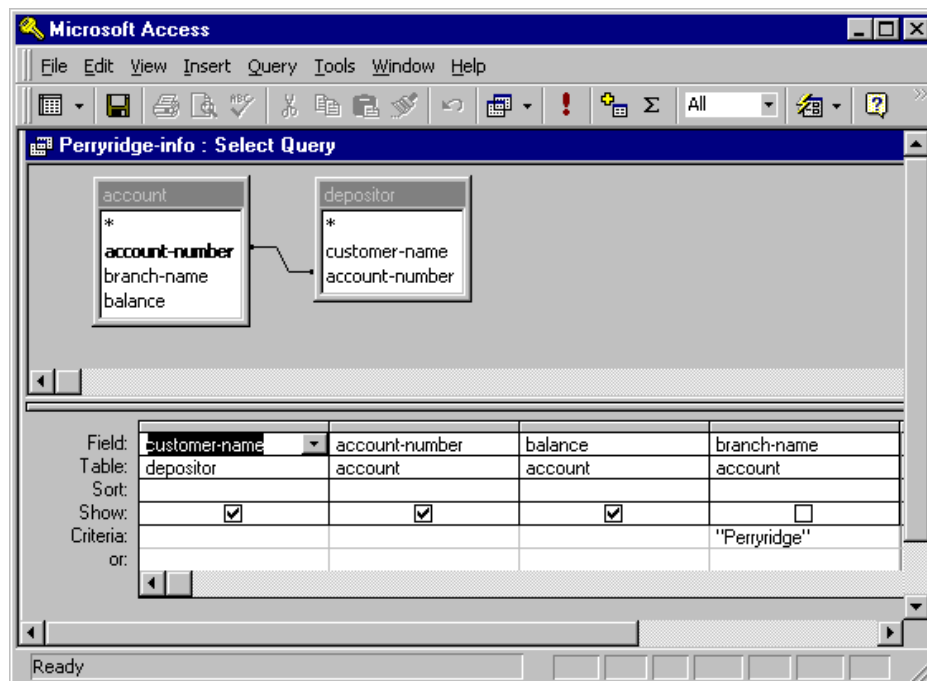 Microsoft Access
File Edit View Insert Query Tools Window Help
ABC All
Perryridge-info : Select Query
account depositor
* *
account-number customer-name
branch-name account-number
balance
Field: customer-name account-number balance branch-name
Table: depositor account account account
Sort:
Show:
Criteria: "Perryridge"
or:
Ready